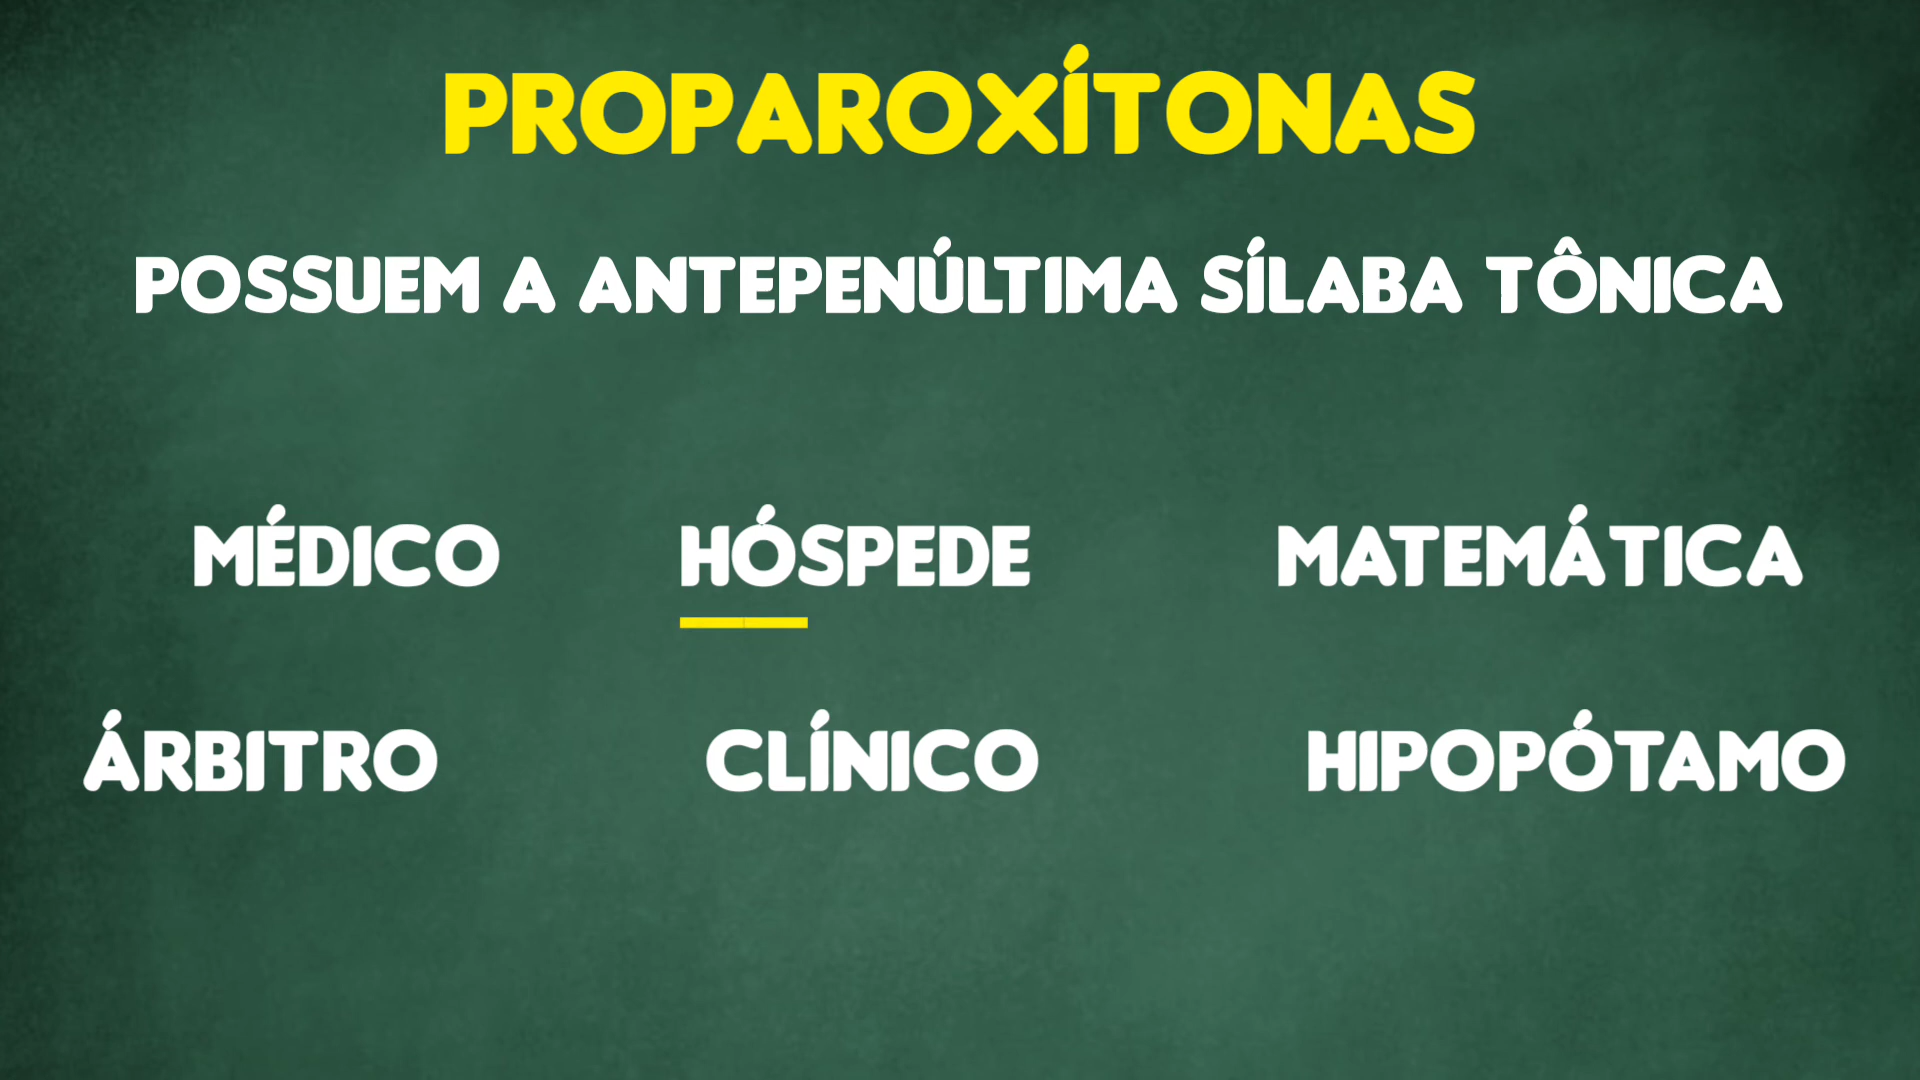 PROPAROXÍTONAS
POSSUEM A ANTEPENÚLTIMA SÍLABA TÔNICA
MÉDICO HÓSPEDE MATEMÁTICA
ÁRBITRO CLÍNICO HIPOPÓTAMO